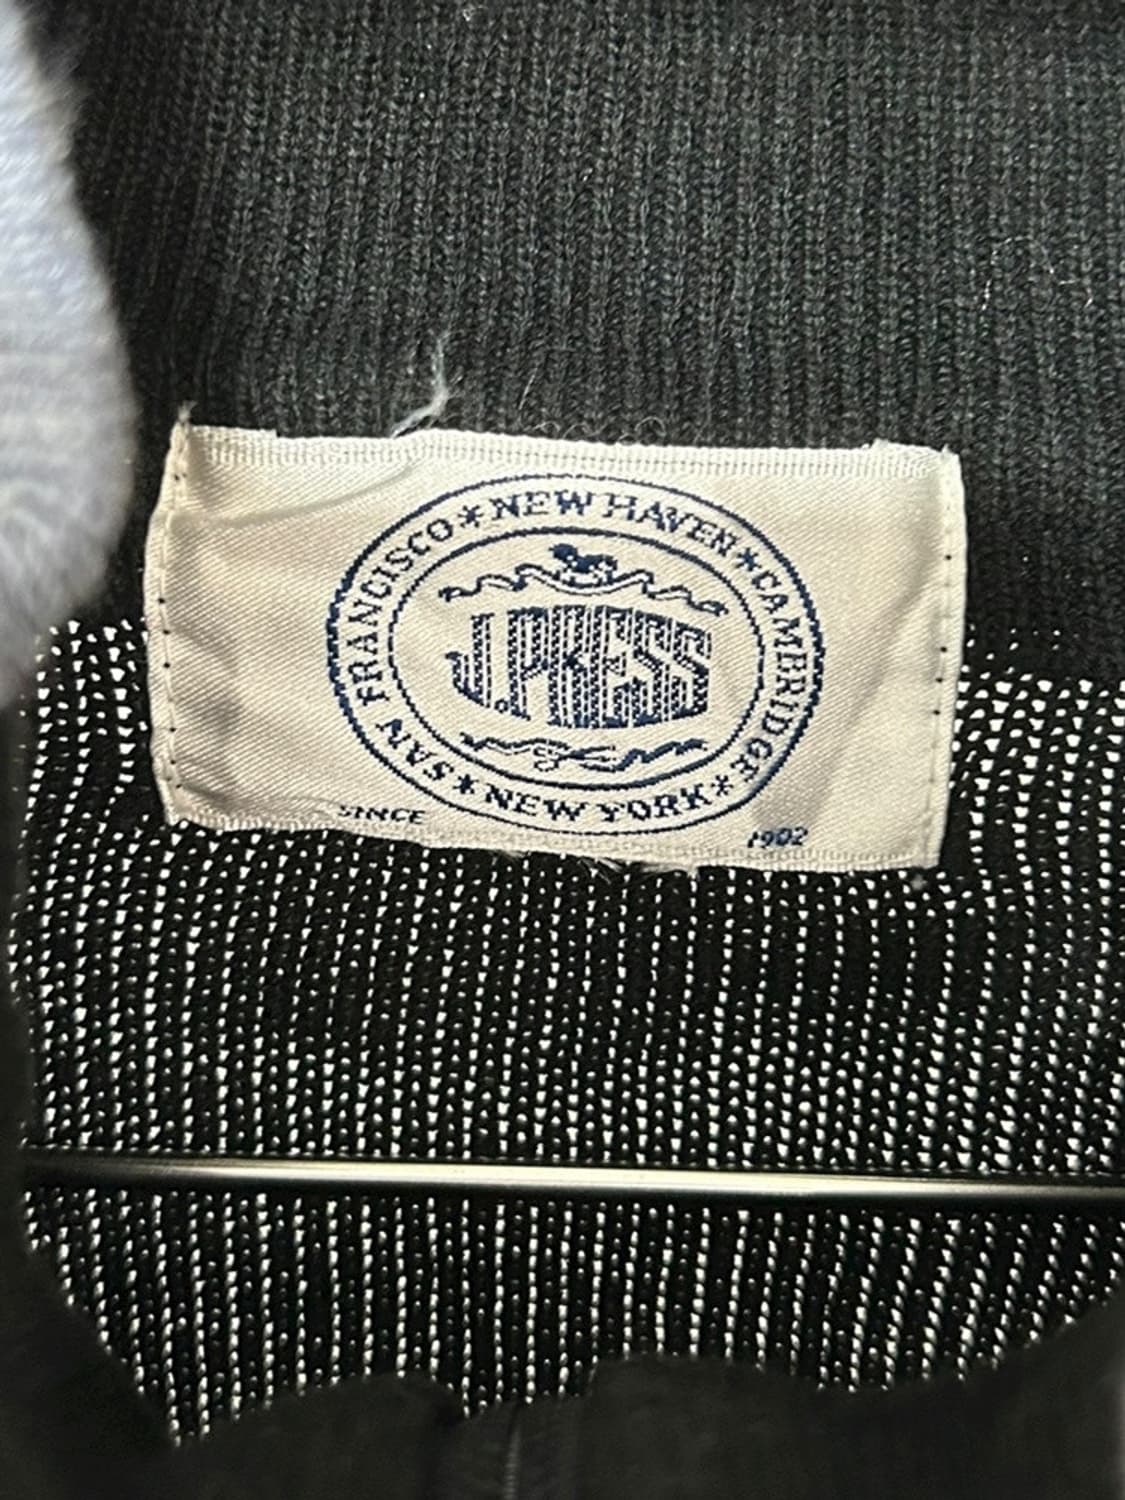 SAN FRANCISCO * NEW HAVEN * CAMBRIDGE * NEW YORK *
J. PRESS
SINCE 1902